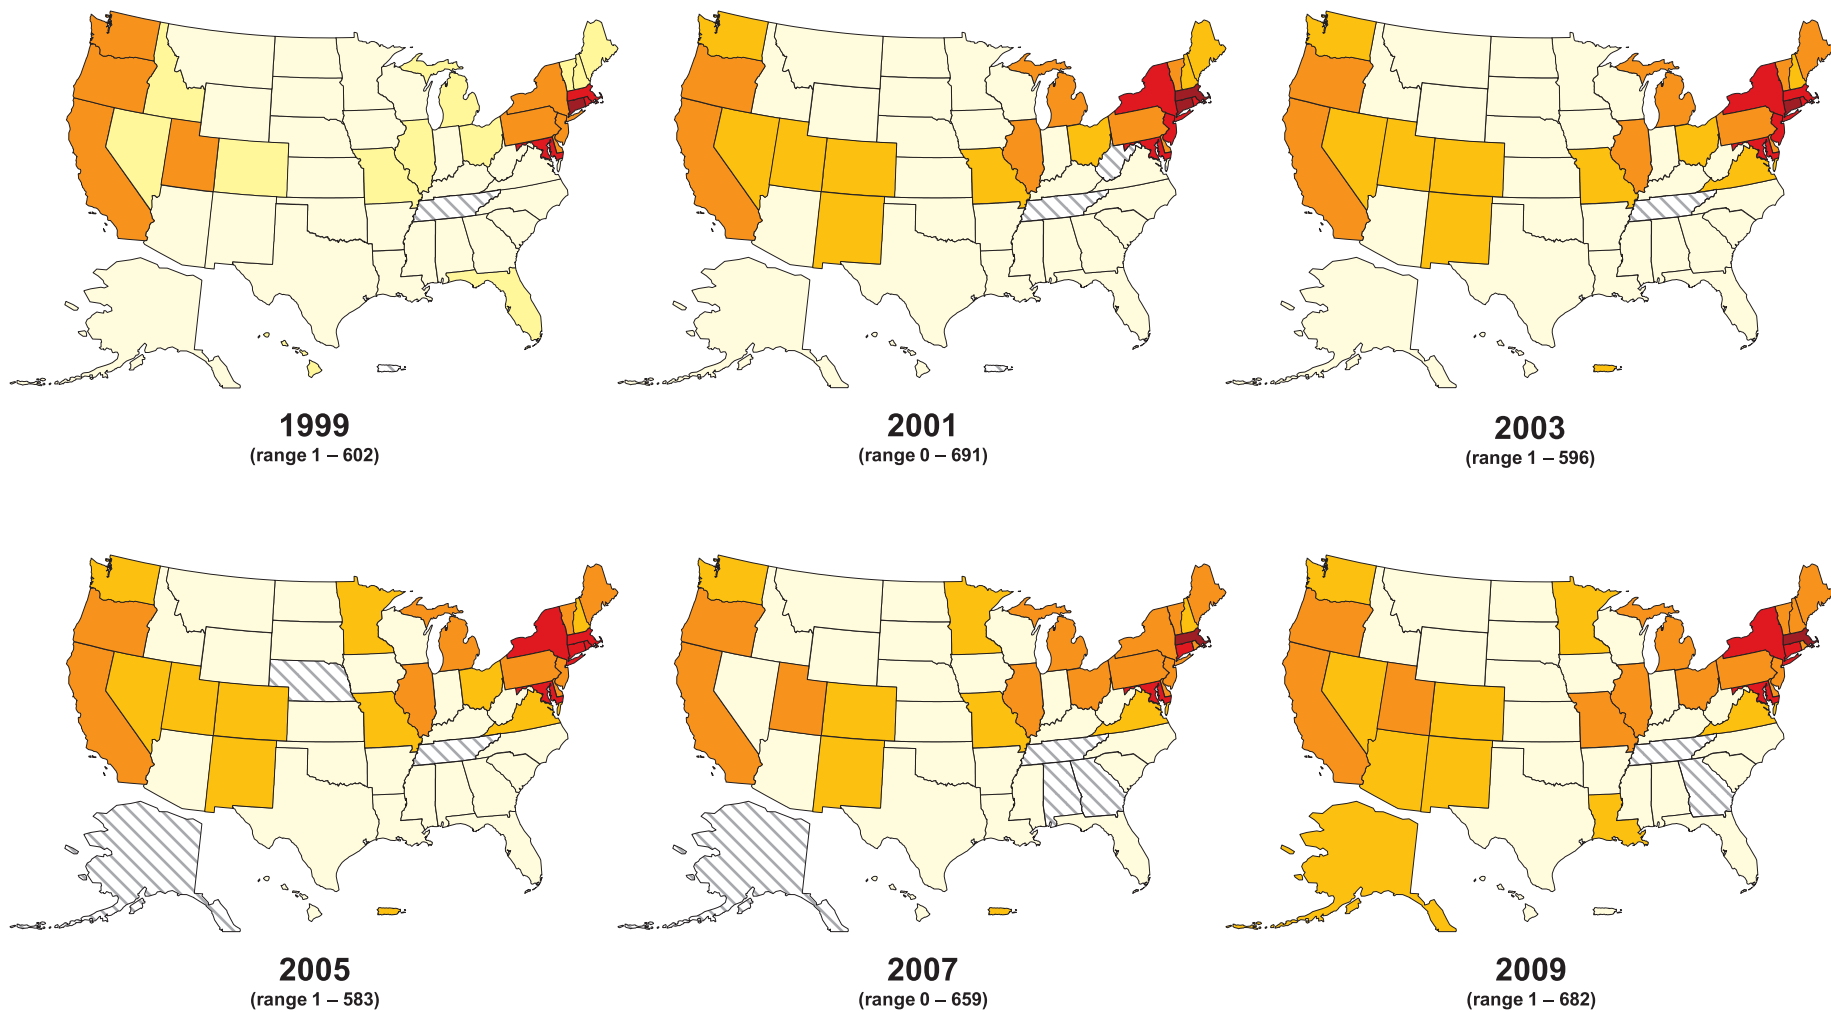 1999
(range 1 – 602)
2001
(range 0 – 691)
2003
(range 1 – 596)
2005
(range 1 – 583)
2007
(range 0 – 659)
2009
(range 1 – 682)